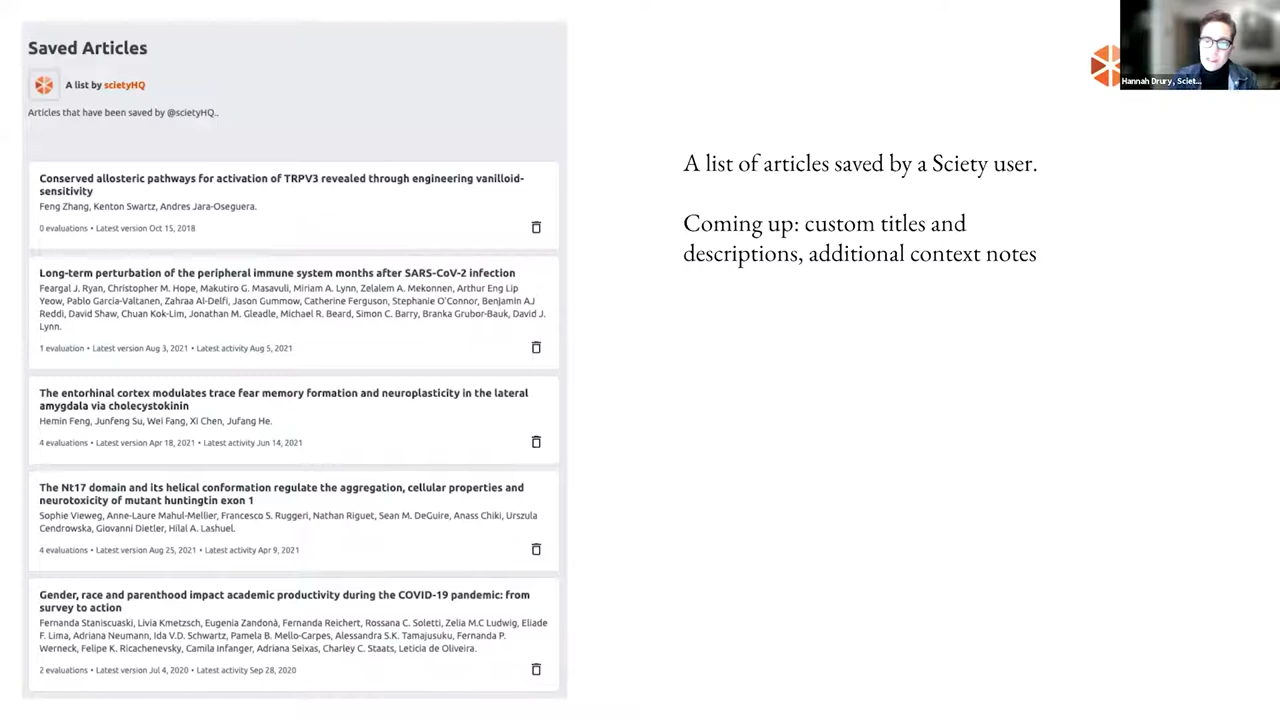 Saved Articles
A list by scietyHQ
Articles that have been saved by @scietyHQ..
Conserved allosteric pathways for activation of TRPV3 revealed through engineering vanilloid-
sensitivity
Feng Zhang, Kenton Swartz, Andres Jara-Oseguera.
0 evaluations • Latest version Oct 15, 2018
Long-term perturbation of the peripheral immune system months after SARS-CoV-2 infection
Feargal J. Ryan, Christopher M. Hope, Makutiro G. Masavuli, Miriam A. Lynn, Zelalem A. Mekonnen, Arthur Eng Lip
Yeow, Pablo Garcia-Valtanen, Zahraa Al-Delfi, Jason Gummow, Catherine Ferguson, Stephanie O'Connor, Benjamin AJ
Reddi, David Shaw, Chuan Kok-Lim, Jonathan M. Gleadle, Michael R. Beard, Simon C. Barry, Branka Grubor-Bauk, David J.
Lynn.
1 evaluation • Latest version Aug 3, 2021 • Latest activity Aug 5, 2021
The entorhinal cortex modulates trace fear memory formation and neuroplasticity in the lateral
amygdala via cholecystokinin
Hemin Feng, Junfeng Su, Wei Fang, Xi Chen, Jufang He.
4 evaluations • Latest version Apr 18, 2021 • Latest activity Jun 14, 2021
The Nt17 domain and its helical conformation regulate the aggregation, cellular properties and
neurotoxicity of mutant huntingtin exon 1
Sophie Vieweg, Anne-Laure Mahul-Mellier, Francesco S. Ruggeri, Nathan Riguet, Sean M. DeGuire, Anass Chiki, Urszula
Cendrowska, Giovanni Dietler, Hilal A. Lashuel.
4 evaluations • Latest version Aug 25, 2021 • Latest activity Apr 9, 2021
Gender, race and parenthood impact academic productivity during the COVID-19 pandemic: from
survey to action
Fernanda Staniscuaski, Livia Kmetzsch, Eugenia Zandonà, Fernanda Reichert, Rossana C. Soletti, Zelia M.C Ludwig, Eliade
F. Lima, Adriana Neumann, Ida V.D. Schwartz, Pamela B. Mello-Carpes, Alessandra S.K. Tamajusuku, Fernanda P.
Werneck, Felipe K. Ricachenevsky, Camila Infanger, Adriana Seixas, Charley C. Staats, Leticia de Oliveira.
2 evaluations • Latest version Jul 4, 2020 • Latest activity Sep 28, 2020
A list of articles saved by a Sciety user.
Coming up: custom titles and
descriptions, additional context notes
Hannah Drury, Sciet...